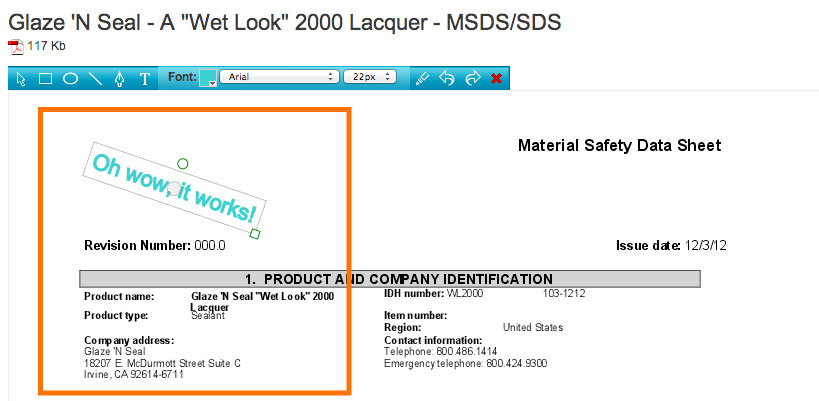 Glaze 'N Seal - A "Wet Look" 2000 Lacquer - MSDS/SDS
117 Kb
T Font: Arial 22px
Material Safety Data Sheet
Oh wow, it works!
Revision Number: 000.0 Issue date: 12/3/12
1. PRODUCT AND COMPANY IDENTIFICATION
Product name: Glaze 'N Seal "Wet Look" 2000 IDH number: WL2000 103-1212
Lacquer
Product type: Sealant Item number:
Region: United States
Company address: Contact information:
Glaze 'N Seal Telephone: 800.486.1414
18207 E. McDurmott Street Suite C Emergency telephone: 800.424.9300
Irvine, CA 92614-6711